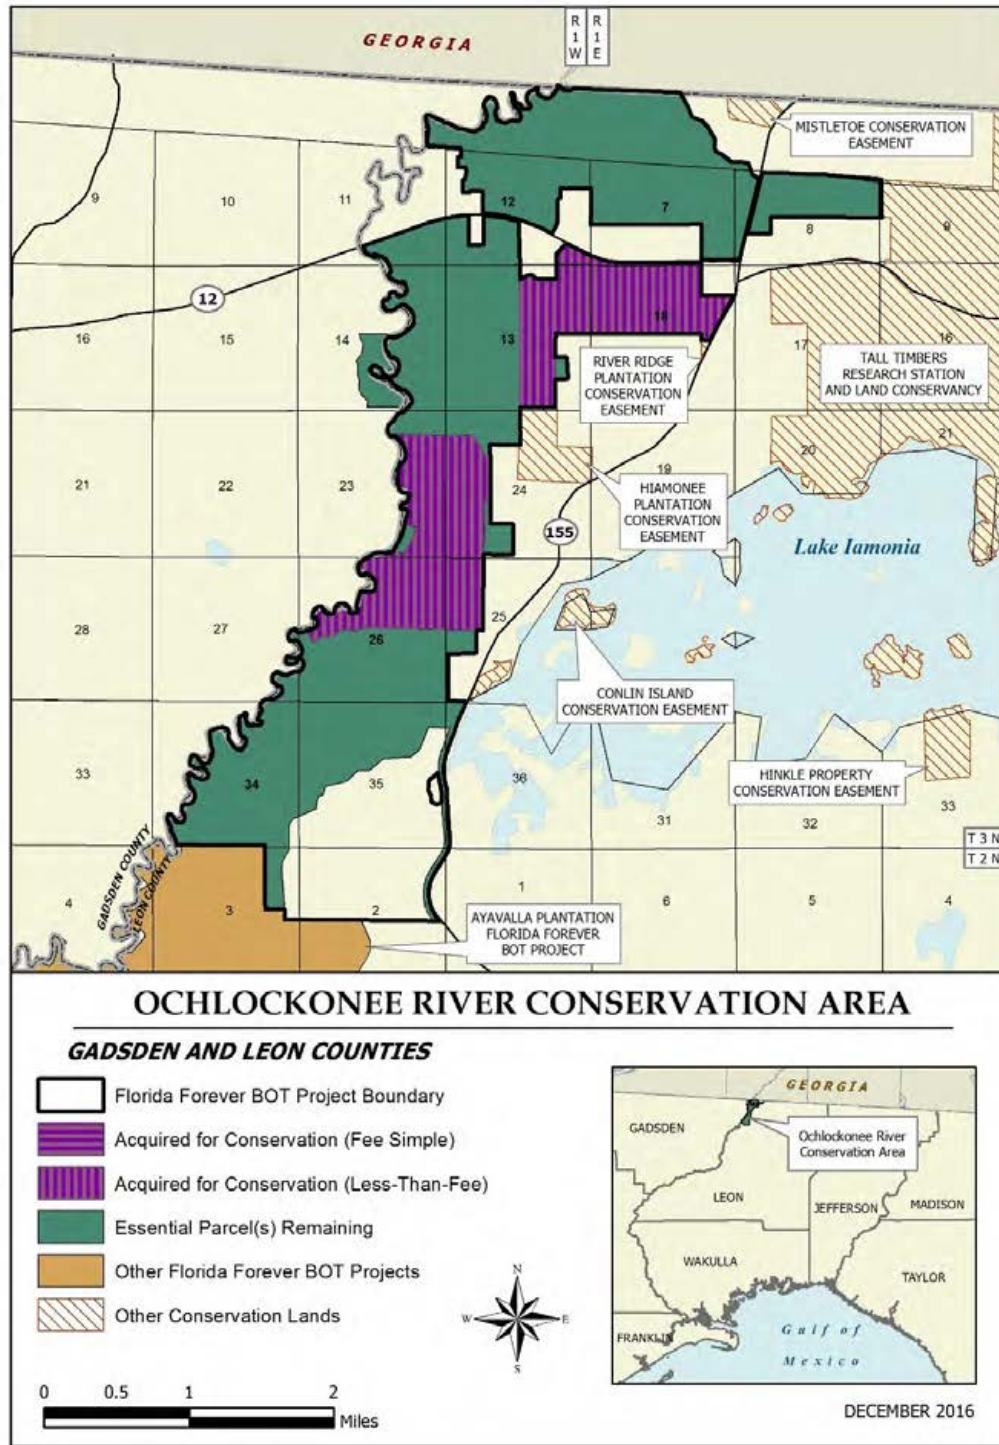 GEORGIA
R
1
W
R
1
E
MISTLETOE CONSERVATION
EASEMENT
9
10
11
12
7
8
9
12
16
15
14
13
18
17
16
RIVER RIDGE
PLANTATION
CONSERVATION
EASEMENT
TALL TIMBERS
RESEARCH STATION
AND LAND CONSERVANCY
21
22
23
24
19
20
21
HIAMONEE
PLANTATION
CONSERVATION
EASEMENT
155
Lake Iamonia
28
27
26
25
CONLIN ISLAND
CONSERVATION EASEMENT
33
34
35
36
31
32
33
HINKLE PROPERTY
CONSERVATION EASEMENT
T 3 N
T 2 N
GADSDEN COUNTY
LEON COUNTY
4
3
2
1
6
5
4
AYAVALLA PLANTATION
FLORIDA FOREVER
BOT PROJECT
OCHLOCKONEE RIVER CONSERVATION AREA
GADSDEN AND LEON COUNTIES
Florida Forever BOT Project Boundary
Acquired for Conservation (Fee Simple)
Acquired for Conservation (Less-Than-Fee)
Essential Parcel(s) Remaining
Other Florida Forever BOT Projects
Other Conservation Lands
N
W
E
S
0
0.5
1
2
Miles
GEORGIA
GADSDEN
Ochlockonee River
Conservation Area
LEON
JEFFERSON
MADISON
WAKULLA
TAYLOR
FRANKLIN
Gulf of
Mexico
DECEMBER 2016